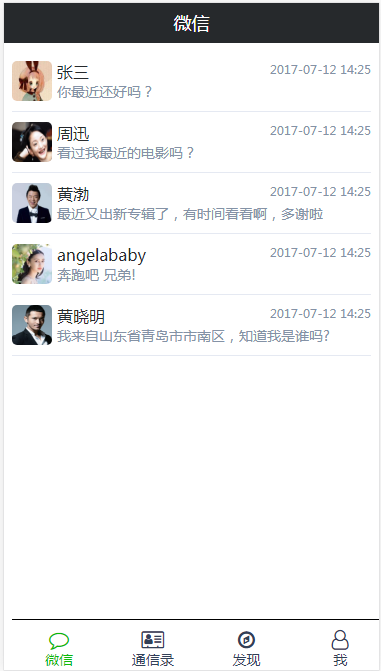 微信
张三 2017-07-12 14:25
你最近还好吗？
周迅 2017-07-12 14:25
看过我最近的电影吗？
黄渤 2017-07-12 14:25
最近又出新专辑了，有时间看看啊，多谢啦
angelababy 2017-07-12 14:25
奔跑吧 兄弟!
黄晓明 2017-07-12 14:25
我来自山东省青岛市市南区，知道我是谁吗?
微信 通信录 发现 我